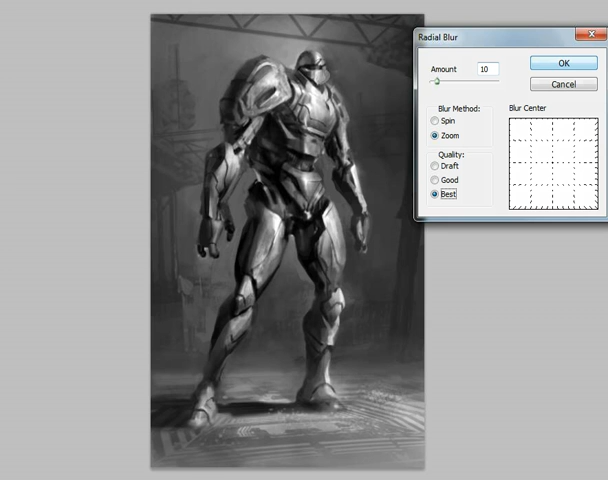 Radial Blur
Amount 10
OK
Cancel
Blur Method:
Spin
Zoom
Blur Center
Quality:
Draft
Good
Best